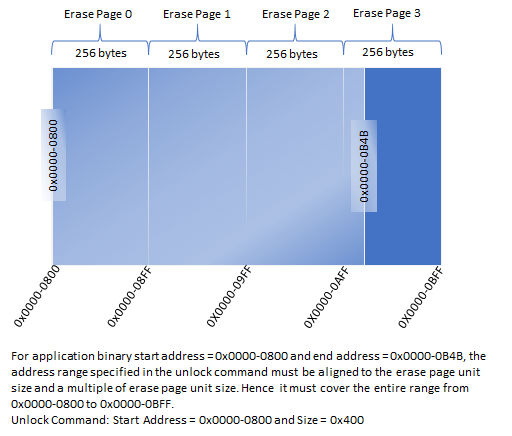 Erase Page 0 Erase Page 1 Erase Page 2 Erase Page 3
256 bytes 256 bytes 256 bytes 256 bytes
0x0000-0800
0x0000-0B4B
0X0000-0800
0X0000-08FF
0X0000-09FF
0X0000-0AFF
0X0000-0BFF
For application binary start address = 0x0000-0800 and end address = 0x0000-0B4B, the
address range specified in the unlock command must be aligned to the erase page unit
size and a multiple of erase page unit size. Hence it must cover the entire range from
0x0000-0800 to 0x0000-0BFF.
Unlock Command: Start Address = 0x0000-0800 and Size = 0x400